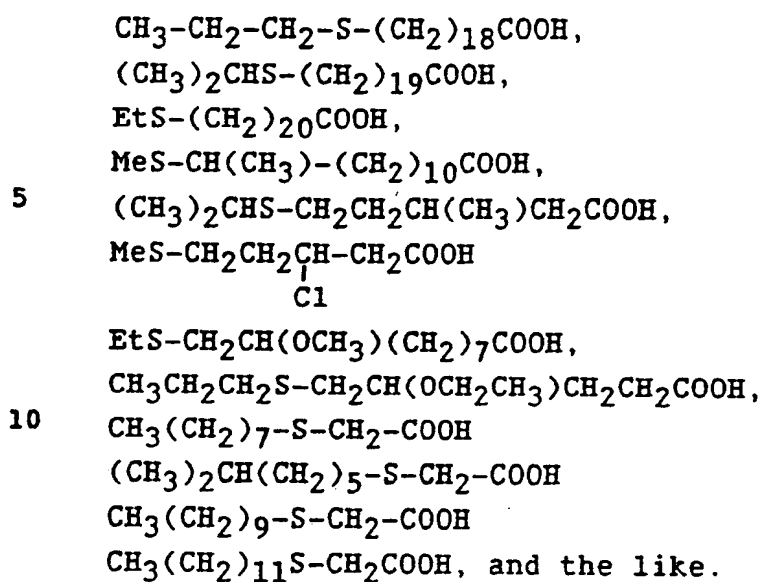 CH₃-CH₂-CH₂-S-(CH₂)₁₈COOH,
(CH₃)₂CHS-(CH₂)₁₉COOH,
EtS-(CH₂)₂₀COOH,
MeS-CH(CH₃)-(CH₂)₁₀COOH,
5 (CH₃)₂CHS-CH₂CH₂CH(CH₃)CH₂COOH,
MeS-CH₂CH₂CH-CH₂COOH
Cl
EtS-CH₂CH(OCH₃)(CH₂)₇COOH,
CH₃CH₂CH₂S-CH₂CH(OCH₂CH₃)CH₂CH₂COOH,
10 CH₃(CH₂)₇-S-CH₂-COOH
(CH₃)₂CH(CH₂)₅-S-CH₂-COOH
CH₃(CH₂)₉-S-CH₂-COOH
CH₃(CH₂)₁₁S-CH₂COOH, and the like.